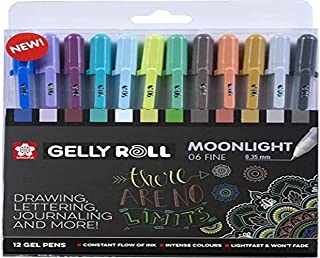 NEW!
SAKURA
GELLY ROLL
MOONLIGHT
06 FINE
0.35 mm
DRAWING,
LETTERING,
JOURNALING
AND MORE!
there
ARE NO
LIMITS
12 GEL PENS
CONSTANT FLOW OF INK
INTENSE COLOURS
LIGHTFAST & WON'T FADE